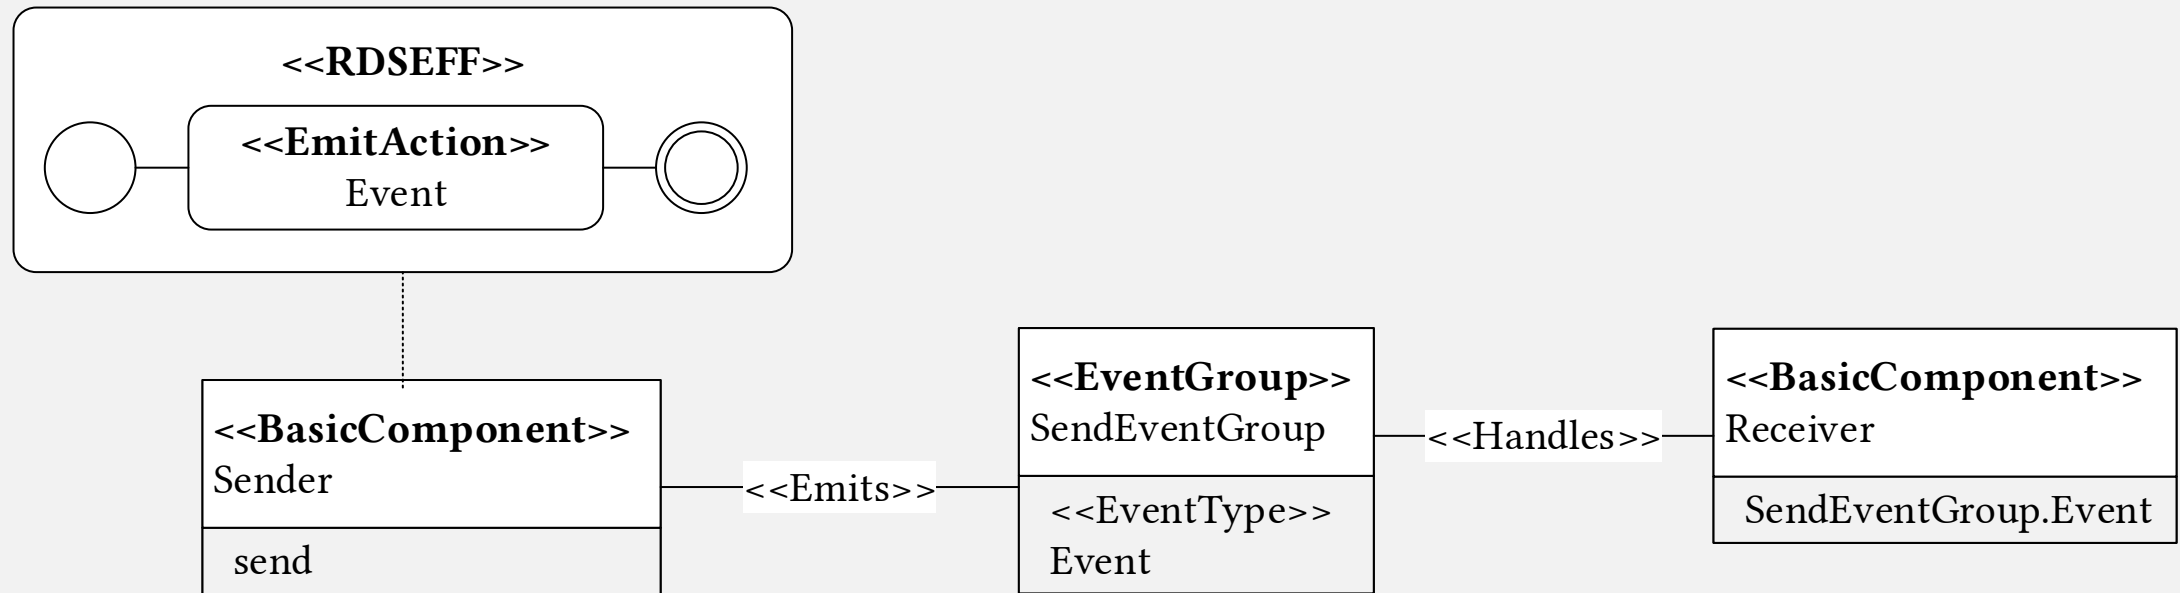 <<RDSEFF>>
<<EmitAction>>
Event
<<BasicComponent>>
Sender
send
<<Emits>>
<<EventGroup>>
SendEventGroup
<<EventType>>
Event
<<Handles>>
<<BasicComponent>>
Receiver
SendEventGroup.Event